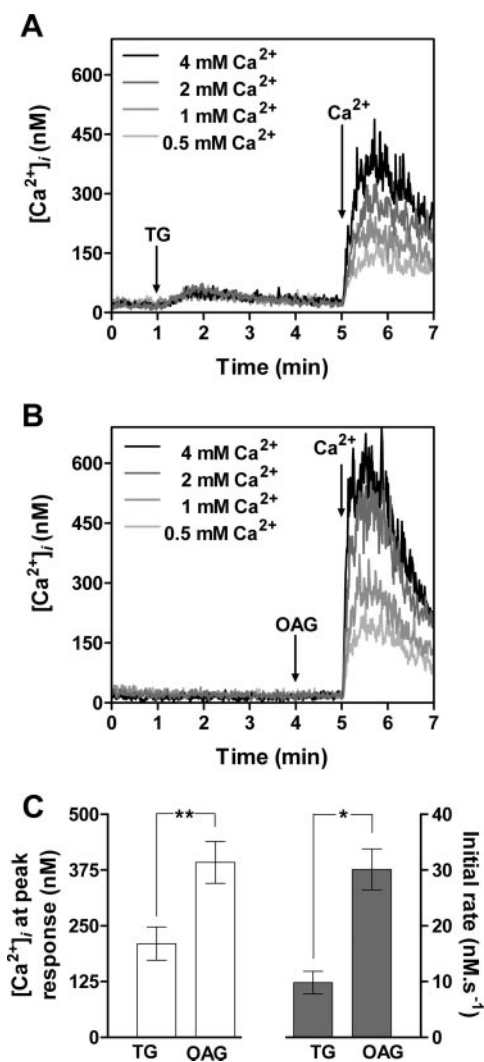 A
4 mM Ca²⁺
2 mM Ca²⁺
1 mM Ca²⁺
0.5 mM Ca²⁺
TG
Ca²⁺
600
450
300
150
0
[Ca²⁺]i (nM)
0 1 2 3 4 5 6 7
Time (min)
B
4 mM Ca²⁺
2 mM Ca²⁺
1 mM Ca²⁺
0.5 mM Ca²⁺
OAG
Ca²⁺
600
450
300
150
0
[Ca²⁺]i (nM)
0 1 2 3 4 5 6 7
Time (min)
C
[Ca²⁺]i at peak
response (nM)
500
375
250
125
0
**
TG OAG
*
TG OAG
40
30
20
10
0
Initial rate (nM.s⁻¹)